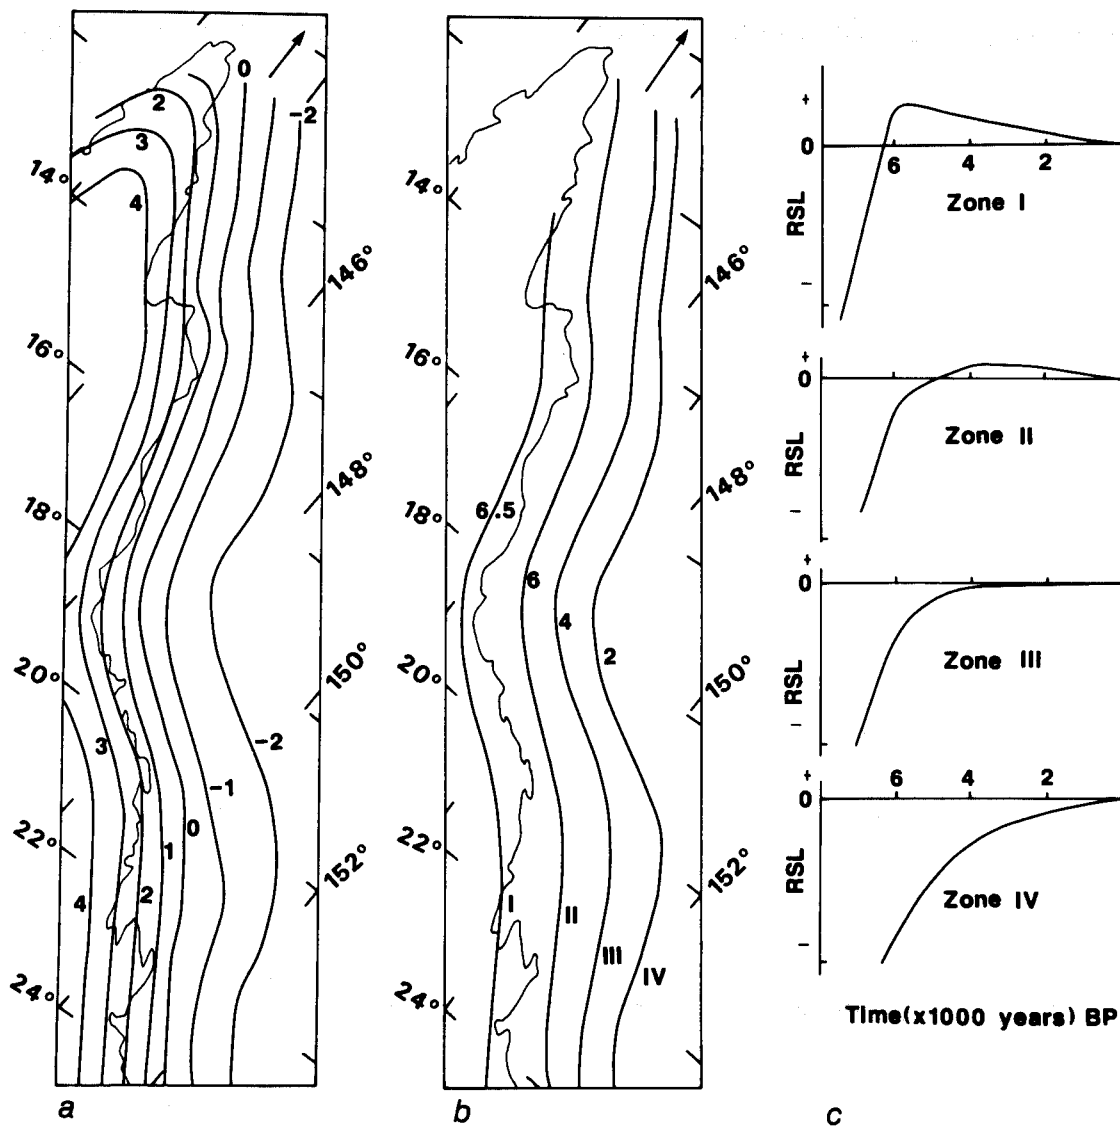 0
2
-2
3
4
14°
146°
16°
148°
18°
150°
20°
3
-2
-1
0
1
22°
152°
4
2
24°
a
14°
146°
16°
148°
6.5
18°
6
4
2
20°
150°
22°
152°
I
II
III
IV
24°
b
+
0
6 4 2
RSL
Zone I
–
+
0
RSL
Zone II
–
+
0
RSL
Zone III
–
+
6 4 2
0
RSL
Zone IV
–
Time(x1000 years) BP
c